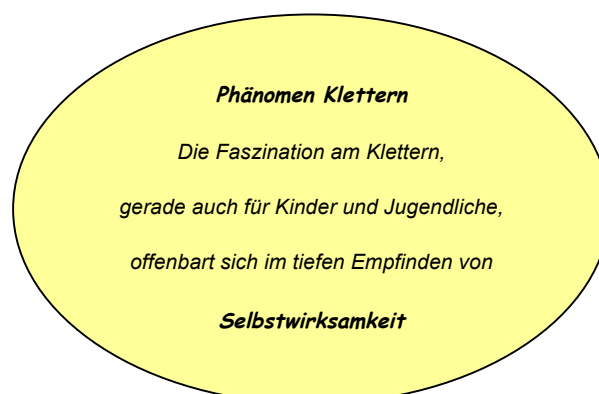 Phänomen Klettern
Die Faszination am Klettern,
gerade auch für Kinder und Jugendliche,
offenbart sich im tiefen Empfinden von
Selbstwirksamkeit